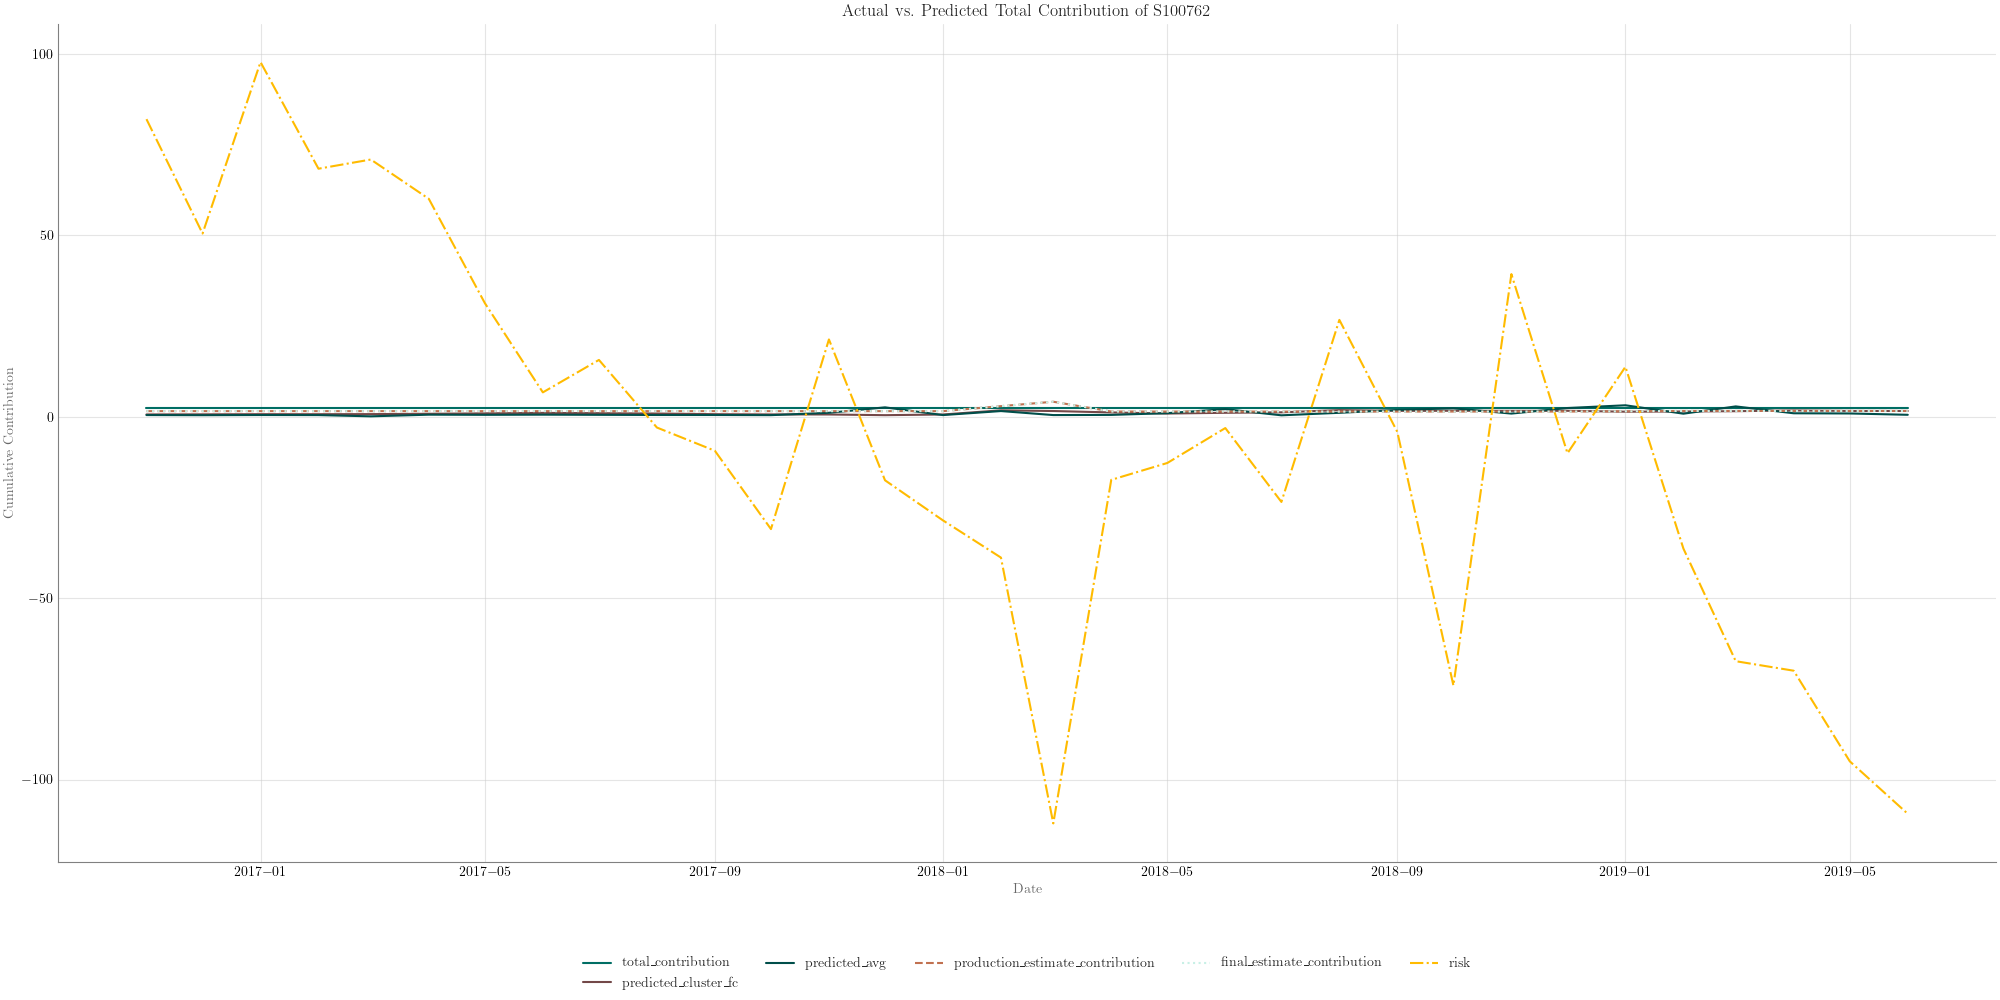 Actual vs. Predicted Total Contribution of S100762
100
50
0
−50
−100
Cumulative Contribution
2017−01
2017−05
2017−09
2018−01
2018−05
2018−09
2019−01
2019−05
Date
total_contribution
predicted_cluster_fc
predicted_avg
production_estimate_contribution
final_estimate_contribution
risk